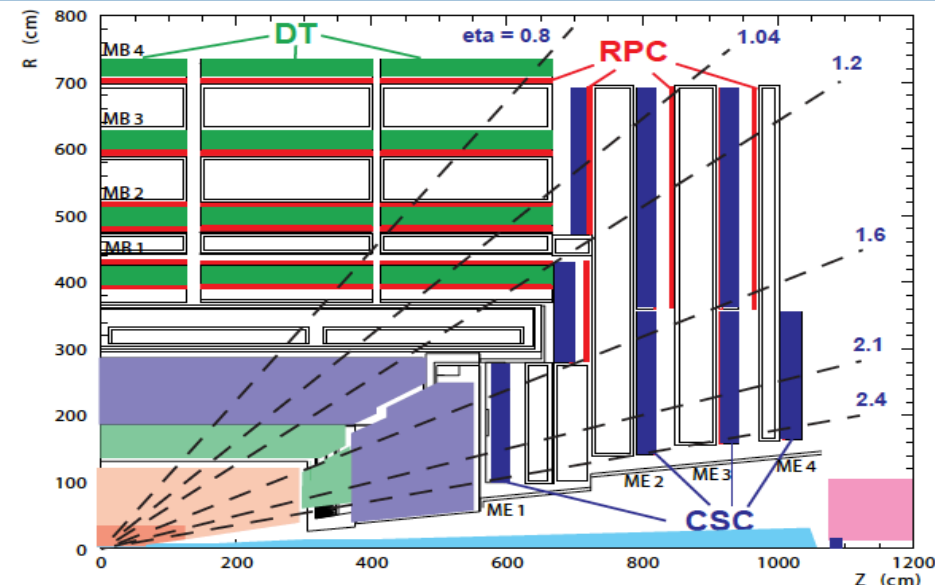 R (cm)
800
700
600
500
400
300
200
100
0
MB 4
MB 3
MB 2
MB 1
DT
eta = 0.8
1.04
RPC
1.2
1.6
2.1
2.4
ME 1
ME 2
ME 3
ME 4
CSC
0
200
400
600
800
1000
1200
Z (cm)